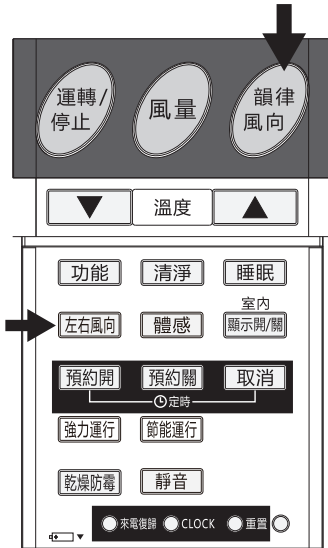 運轉/
停止
風量
韻律
風向
溫度
功能 清淨 睡眠
室內
左右風向 體感 顯示開/關
預約開 預約關 取消
定時
強力運行 節能運行
乾燥防霉 靜音
來電復歸 CLOCK 重置